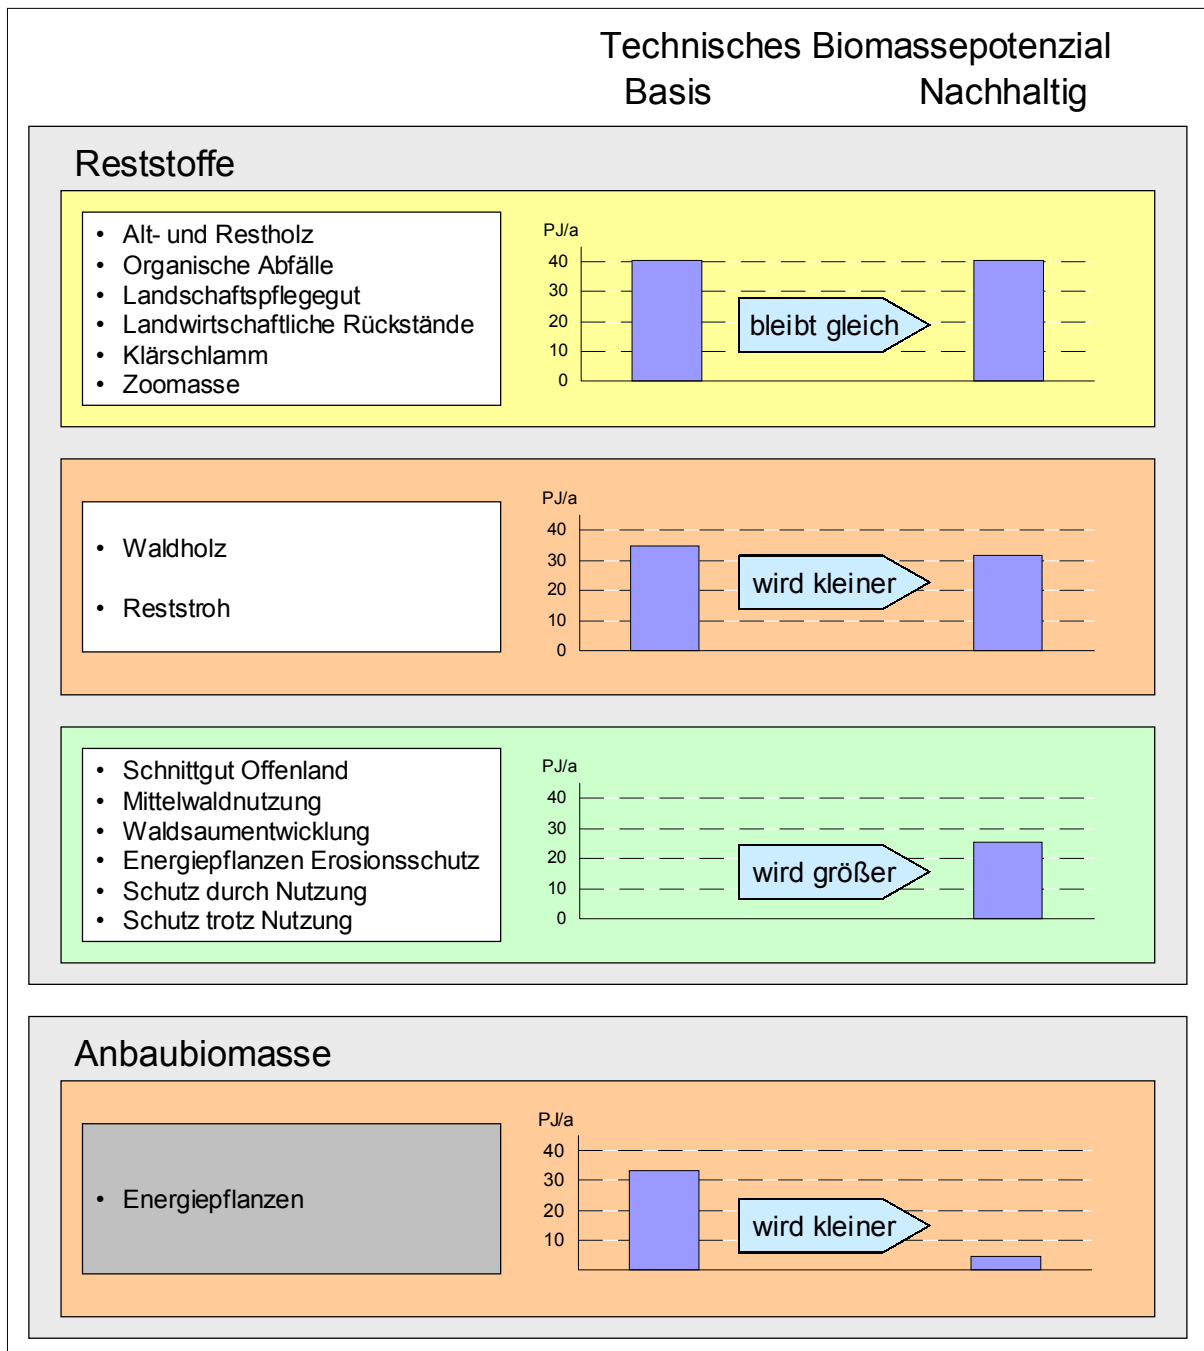 Technisches Biomassepotenzial
Basis Nachhaltig
Reststoffe
• Alt- und Restholz
• Organische Abfälle
• Landschaftspflegegut
• Landwirtschaftliche Rückstände
• Klärschlamm
• Zoomasse
PJ/a
40
30
20
10
0
bleibt gleich
• Waldholz
• Reststroh
PJ/a
40
30
20
10
0
wird kleiner
• Schnittgut Offenland
• Mittelwaldnutzung
• Waldsaumentwicklung
• Energiepflanzen Erosionsschutz
• Schutz durch Nutzung
• Schutz trotz Nutzung
PJ/a
40
30
20
10
0
wird größer
Anbaubiomasse
• Energiepflanzen
PJ/a
40
30
20
10
wird kleiner